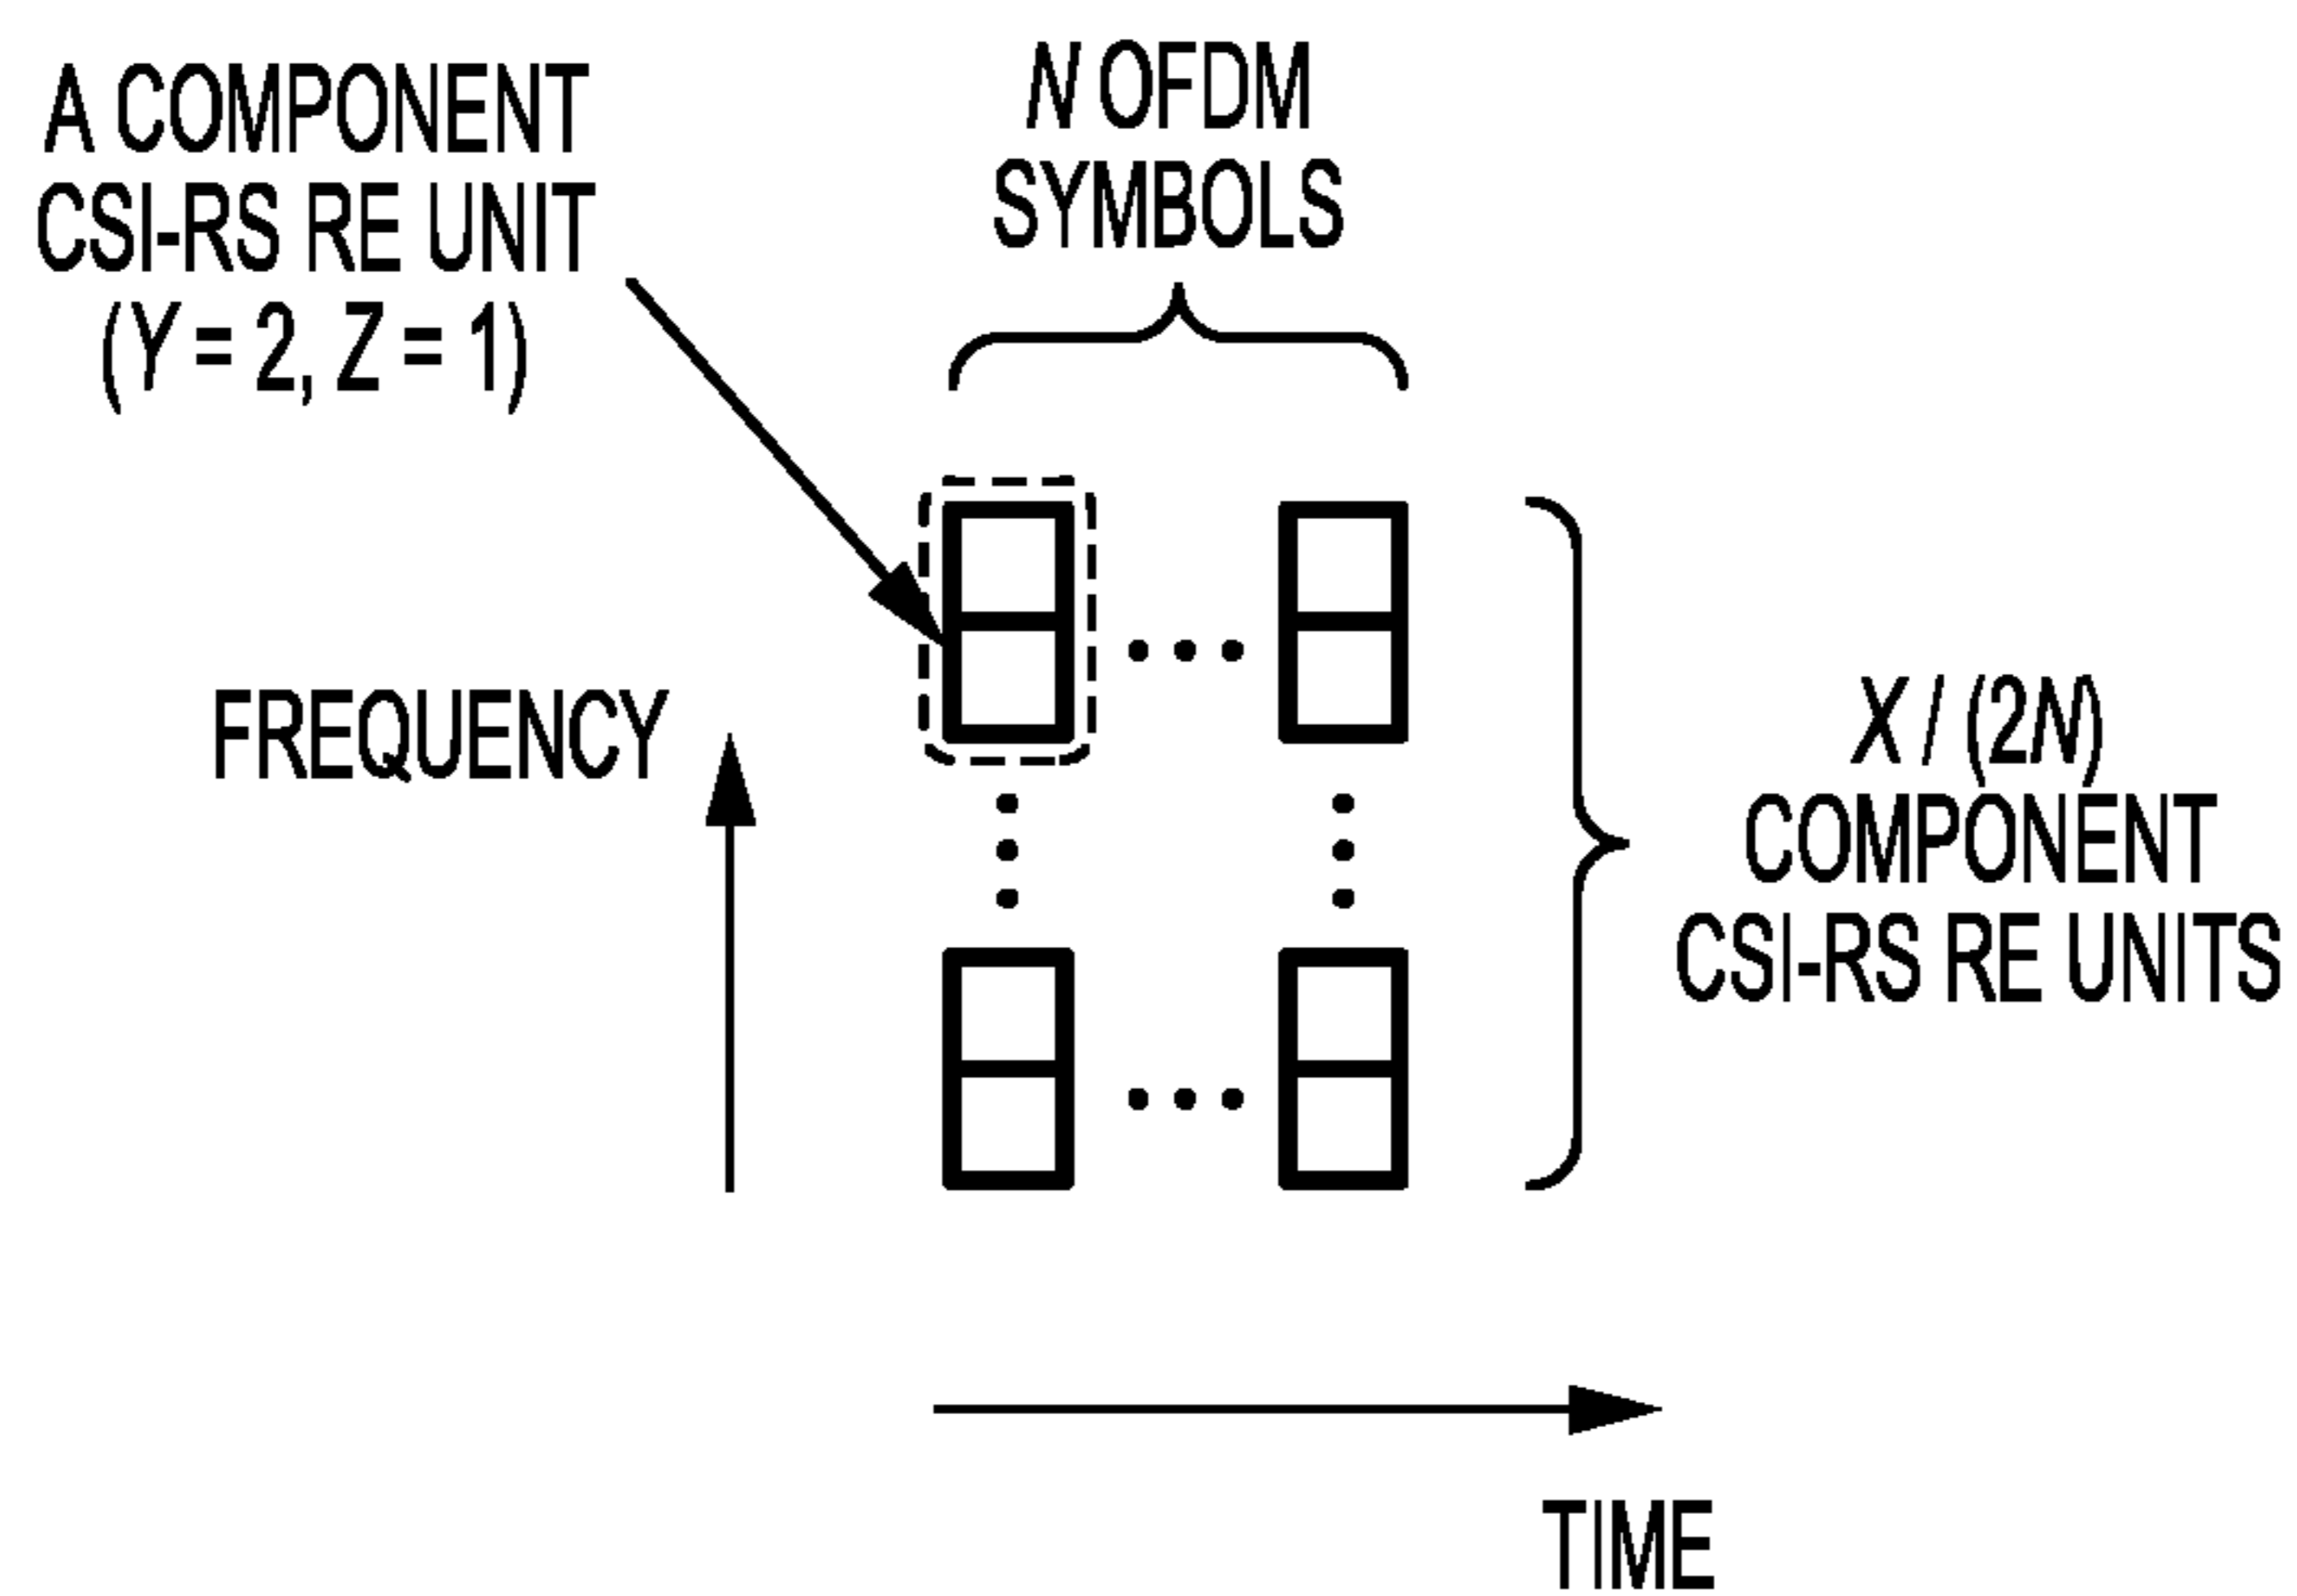 A COMPONENT
CSI-RS RE UNIT
(Y = 2, Z = 1)
N OFDM
SYMBOLS
FREQUENCY
X / (2N)
COMPONENT
CSI-RS RE UNITS
TIME